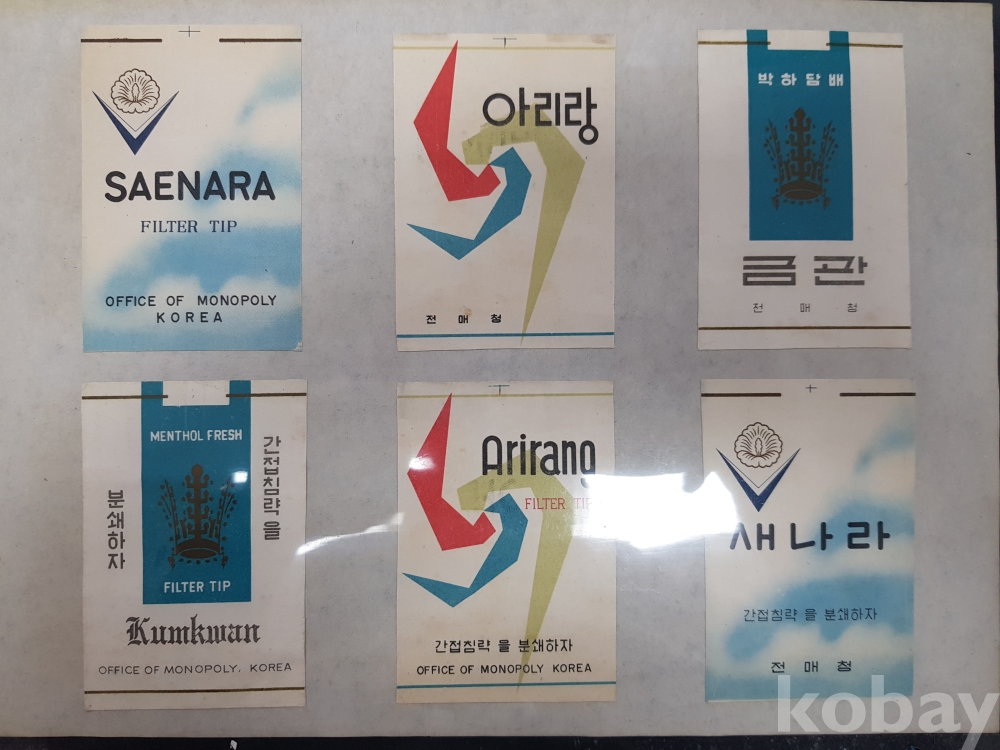 SAENARA
FILTER TIP
OFFICE OF MONOPOLY
KOREA
아리랑
전매청
박하담배
금관
전매청
MENTHOL FRESH
간접침략을
분쇄하자
FILTER TIP
Kumkwan
OFFICE OF MONOPOLY, KOREA
Arirang
FILTER TIP
간접침략 을 분쇄하자
OFFICE OF MONOPOLY KOREA
새나라
간접침략 을 분쇄하자
전매청
kobay